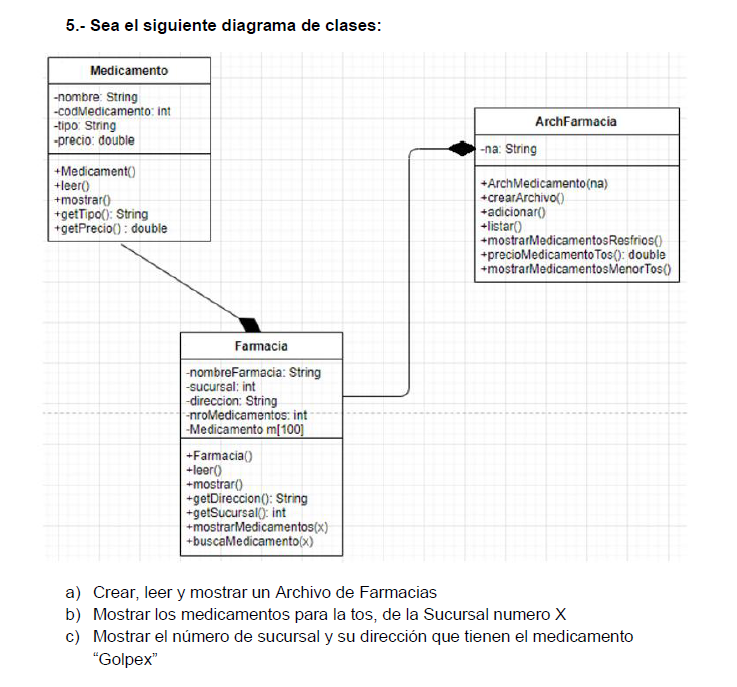 5.- Sea el siguiente diagrama de clases:
Medicamento
-nombre: String
-codMedicamento: int
-tipo: String
-precio: double
+Medicament()
+leer()
+mostrar()
+getTipo(): String
+getPrecio() : double
ArchFarmacia
-na: String
+ArchMedicamento(na)
+crearArchivo()
+adicionar()
+listar()
+mostrarMedicamentosResfrios()
+precioMedicamentoTos(): double
+mostrarMedicamentosMenorTos()
Farmacia
-nombreFarmacia: String
-sucursal: int
-direccion: String
-nroMedicamentos: int
-Medicamento m[100]
+Farmacia()
+leer()
+mostrar()
+getDireccion(): String
+getSucursal(): int
+mostrarMedicamentos(x)
+buscaMedicamento(x)
a) Crear, leer y mostrar un Archivo de Farmacias
b) Mostrar los medicamentos para la tos, de la Sucursal numero X
c) Mostrar el número de sucursal y su dirección que tienen el medicamento
“Golpex”